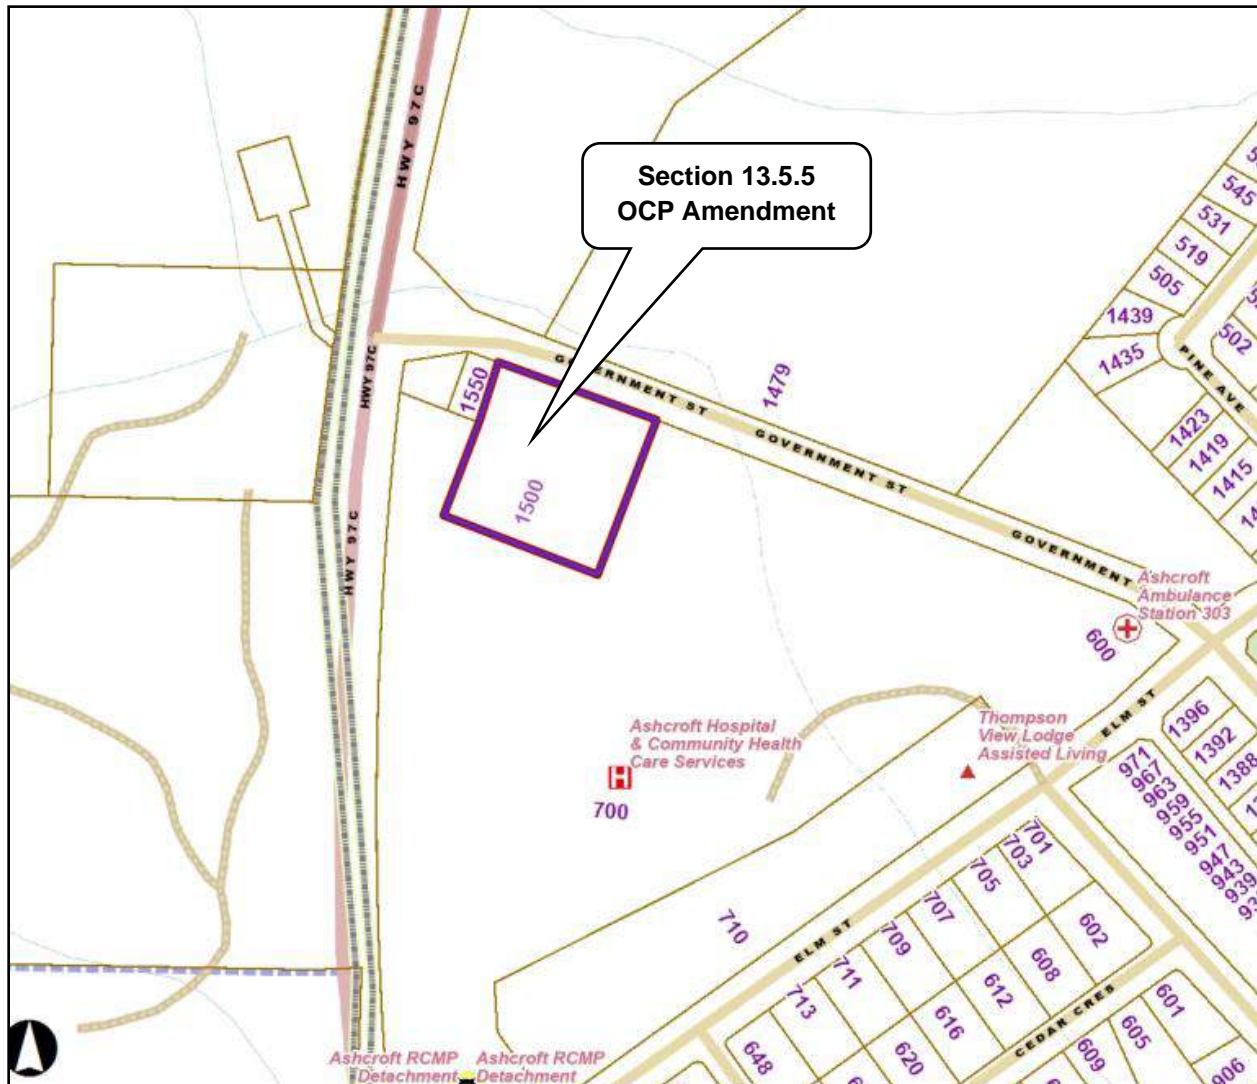 HWY 97C
Section 13.5.5
OCP Amendment
545
531
519
505
502
1439
1435
PINE AVE
1423
1419
1415
HWY 97C
1550
GOVERNMENT ST
1479
GOVERNMENT ST
1500
HWY 97C
GOVERNMENT
Ashcroft
Ambulance
Station 303
600
ELM ST
Ashcroft Hospital
& Community Health
Care Services
H
700
Thompson
View Lodge
Assisted Living
1396
1392
1388
971
967
963
959
955
951
947
943
939
710
ELM ST
701
703
705
707
709
711
713
602
608
612
616
620
648
CEDAR CRES
601
605
609
906
Ashcroft RCMP
Detachment
Ashcroft RCMP
Detachment